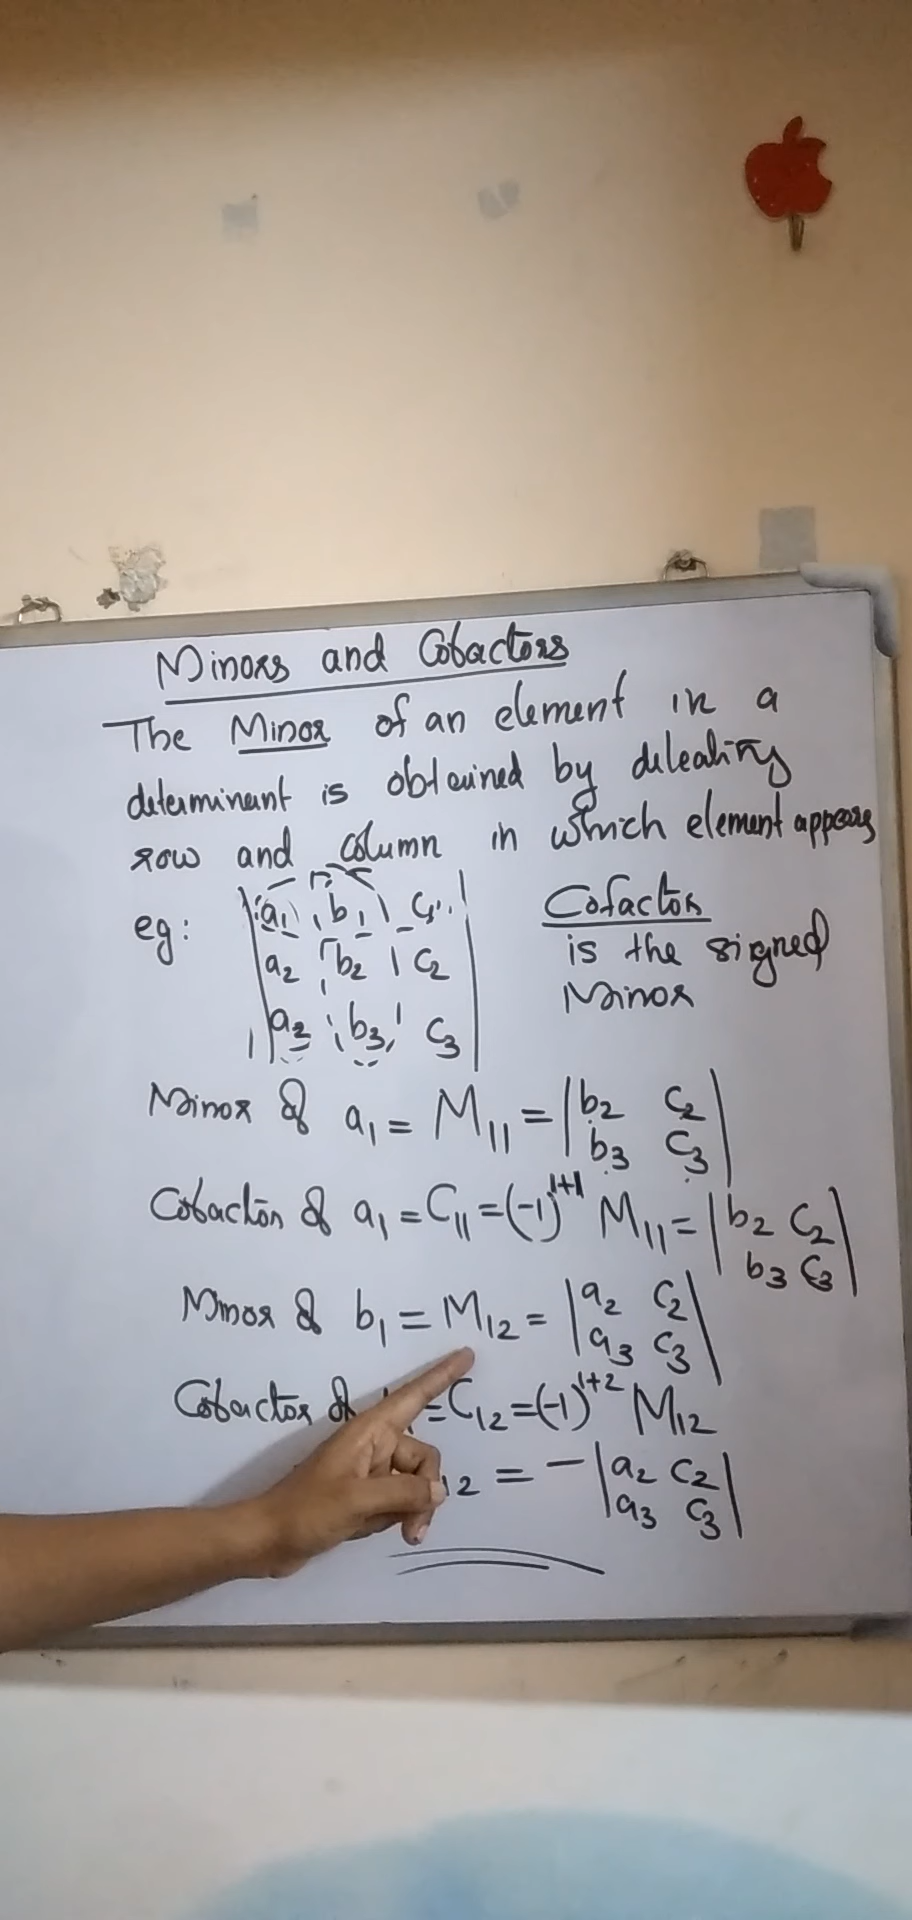 Minors and Cofactors
The Minor of an element in a
determinant is obtained by deleating
row and column in which element appears
eg: | a₁ b₁ c₁ |
| a₂ b₂ c₂ |
| a₃ b₃ c₃ |
Cofactor
is the signed
Minor
Minor of a₁ = M₁₁ = | b₂ c₂ |
| b₃ c₃ |
Cofactor of a₁ = C₁₁ = (-1)¹⁺¹ M₁₁ = | b₂ c₂ |
| b₃ c₃ |
Minor of b₁ = M₁₂ = | a₂ c₂ |
| a₃ c₃ |
Cofactor of = C₁₂ = (-1)¹⁺² M₁₂
₁₂ = - | a₂ c₂ |
| a₃ c₃ |